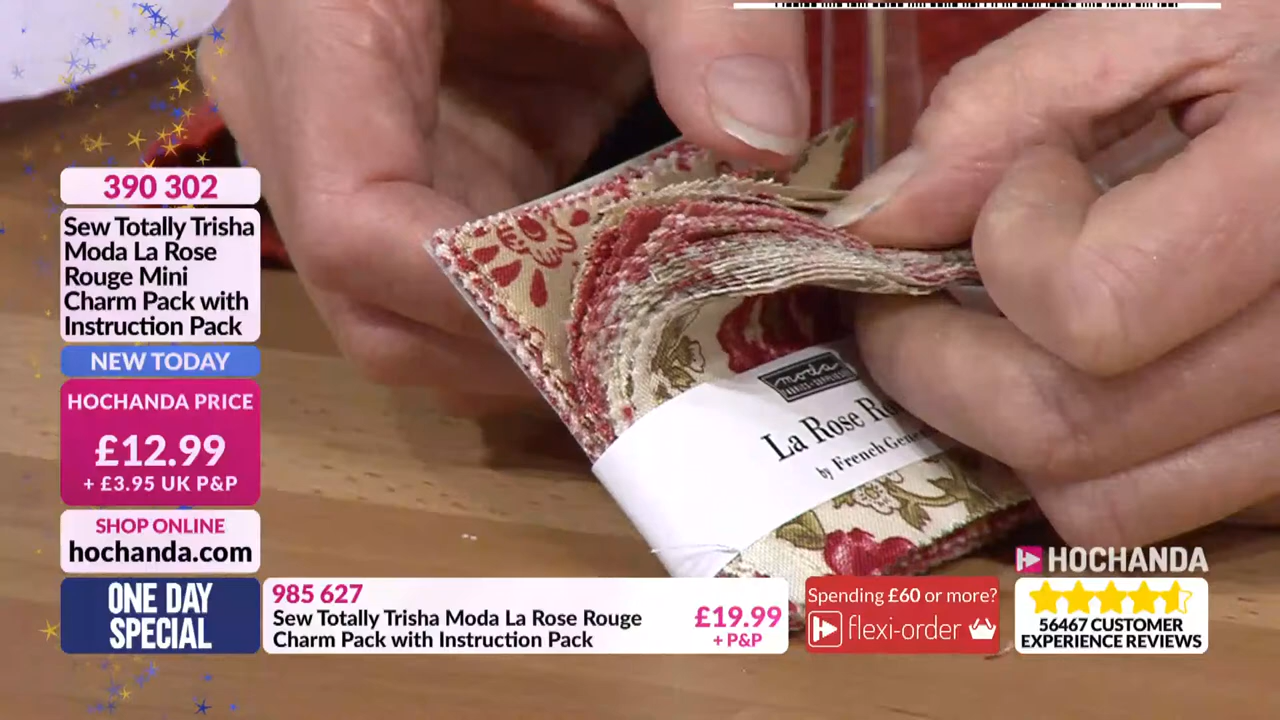 390 302
Sew Totally Trisha
Moda La Rose
Rouge Mini
Charm Pack with
Instruction Pack
NEW TODAY
HOCHANDA PRICE
£12.99
+ £3.95 UK P&P
SHOP ONLINE
hochanda.com
moda
La Rose
by French
ONE DAY
SPECIAL
985 627
Sew Totally Trisha Moda La Rose Rouge
Charm Pack with Instruction Pack
£19.99
+ P&P
Spending £60 or more?
flexi-order
HOCHANDA
56467 CUSTOMER
EXPERIENCE REVIEWS